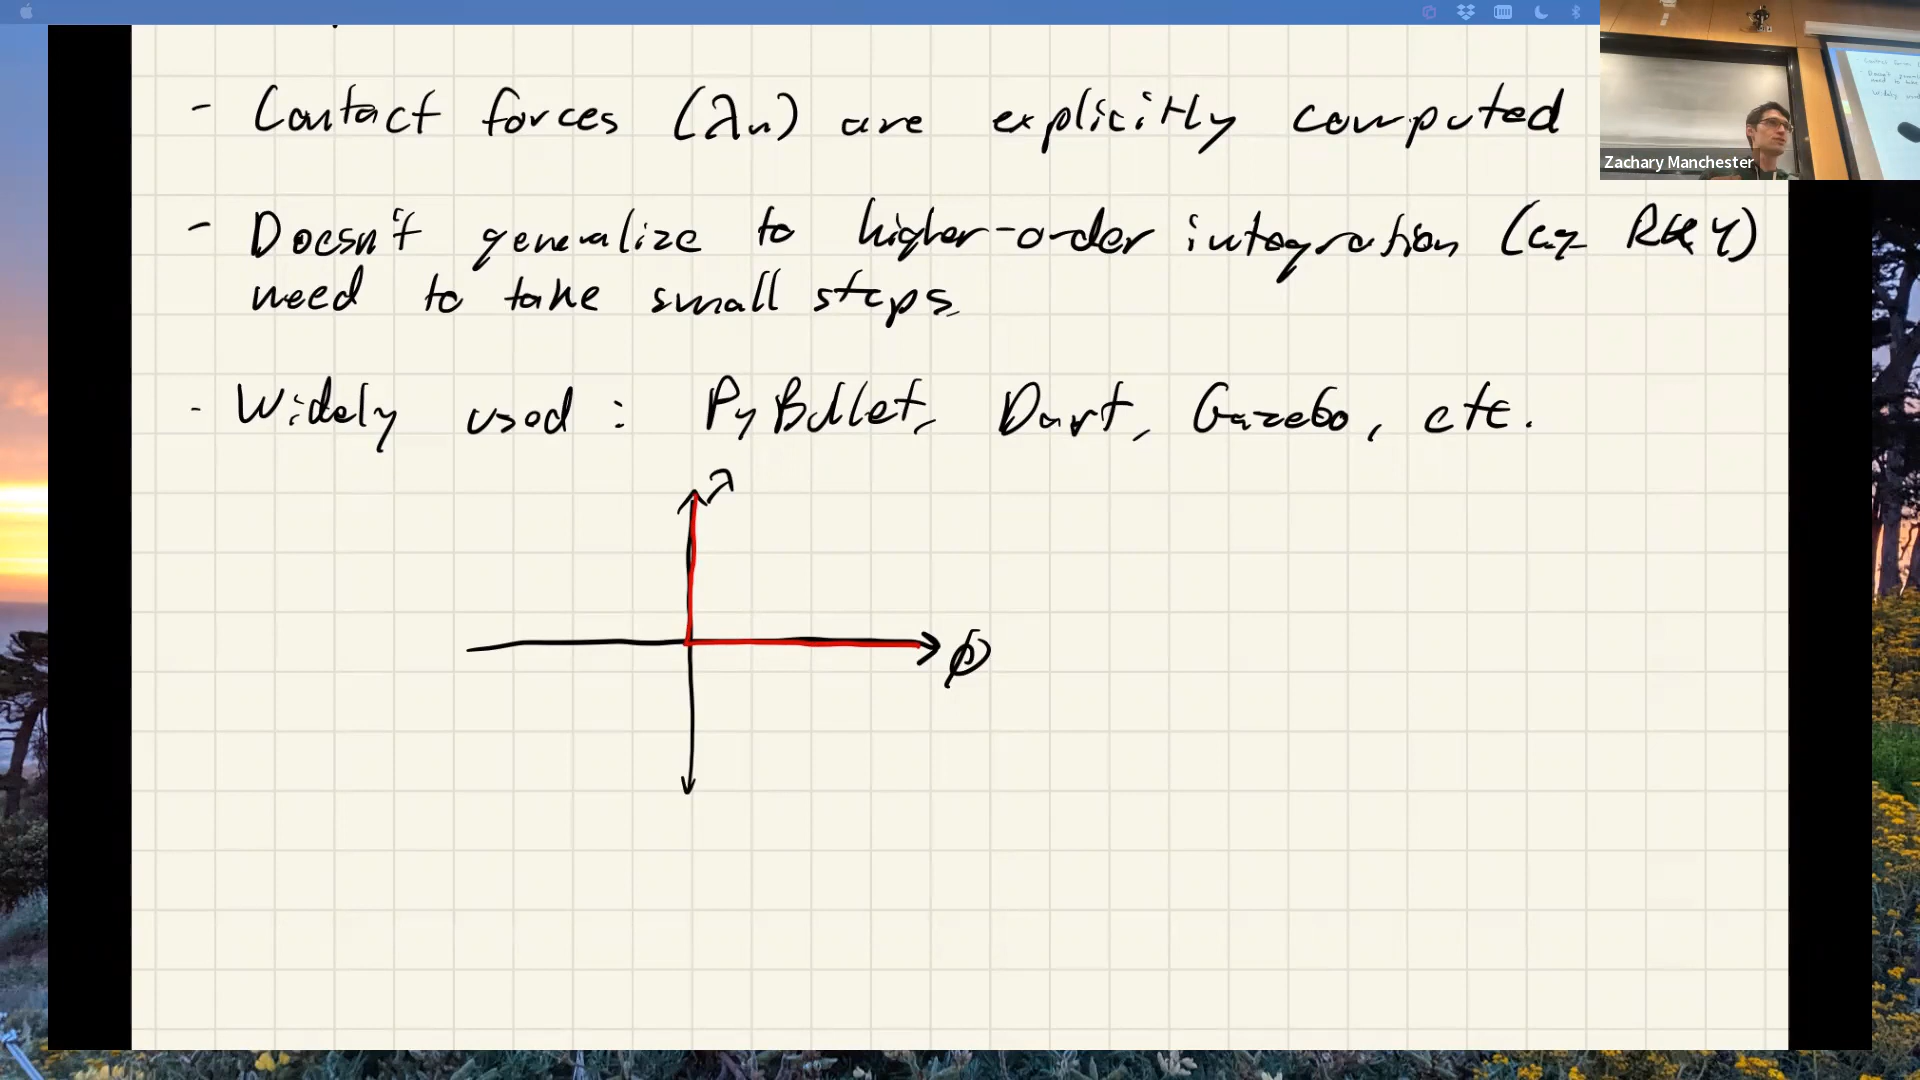 - Contact forces (λn) are explicitly computed
- Doesn't generalize to higher-order integration (eg RK4)
need to take small steps
- Widely used : PyBullet, Dart, Gazebo, etc.
λ
ϕ
Zachary Manchester